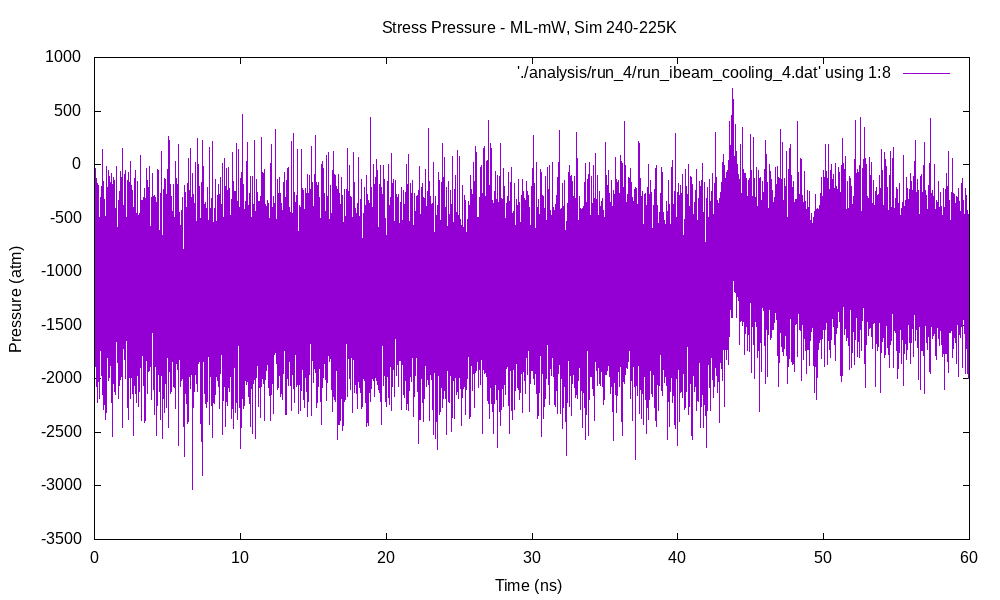 Stress Pressure - ML-mW, Sim 240-225K
'./analysis/run_4/run_ibeam_cooling_4.dat' using 1:8
1000
500
0
-500
-1000
-1500
-2000
-2500
-3000
-3500
Pressure (atm)
0 10 20 30 40 50 60
Time (ns)